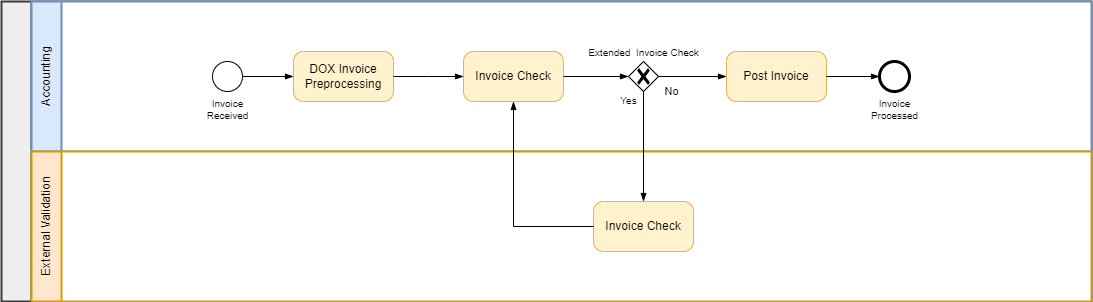 Accounting
Invoice
Received
DOX Invoice
Preprocessing
Invoice Check
Extended Invoice Check
Yes
No
Post Invoice
Invoice
Processed
External Validation
Invoice Check